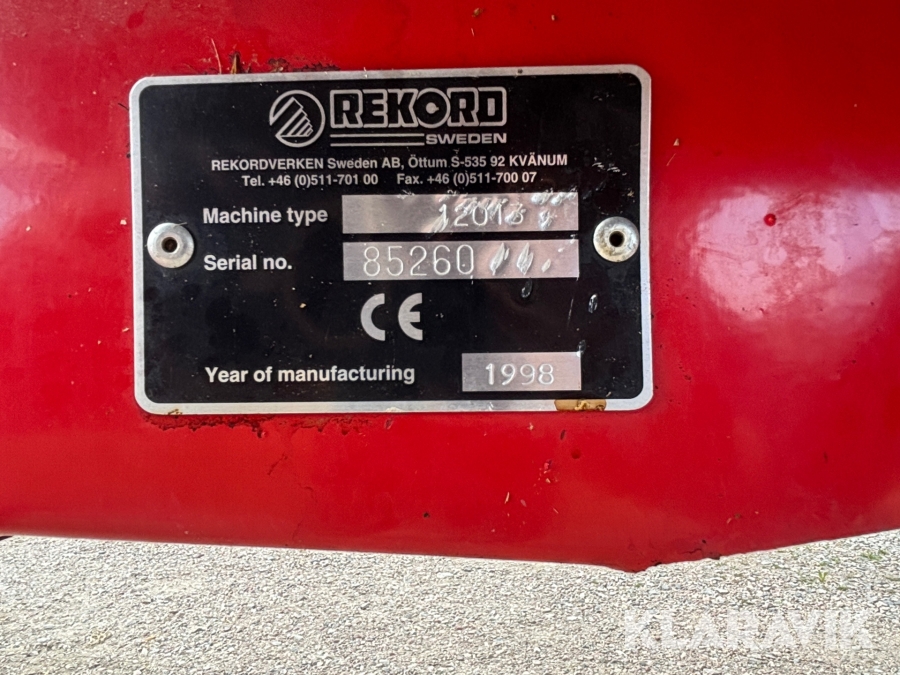 REKORD
SWEDEN
REKORDVERKEN Sweden AB, Öttum S-535 92 KVÄNUM
Tel. +46 (0)511-701 00 Fax. +46 (0)511-700 07
Machine type
Serial no. 85260
CE
Year of manufacturing 1998
KLARAVIK